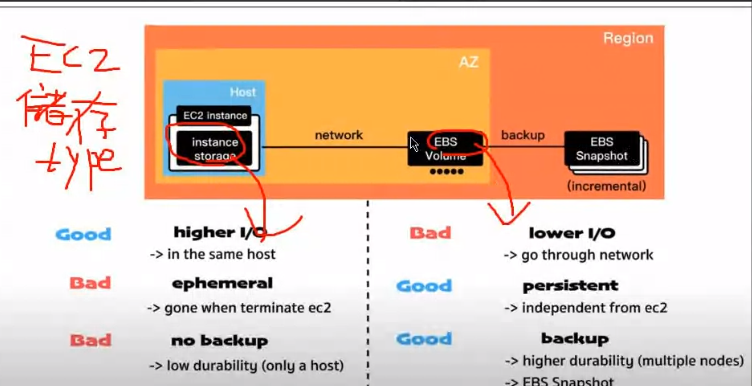 EC2
儲存
type
Region
AZ
Host
EC2 instance
instance
storage
network
EBS
Volume
backup
EBS
Snapshot
(incremental)
Good higher I/O
-> in the same host
Bad ephemeral
-> gone when terminate ec2
Bad no backup
-> low durability (only a host)
Bad lower I/O
-> go through network
Good persistent
-> independent from ec2
Good backup
-> higher durability (multiple nodes)
-> EBS Snapshot